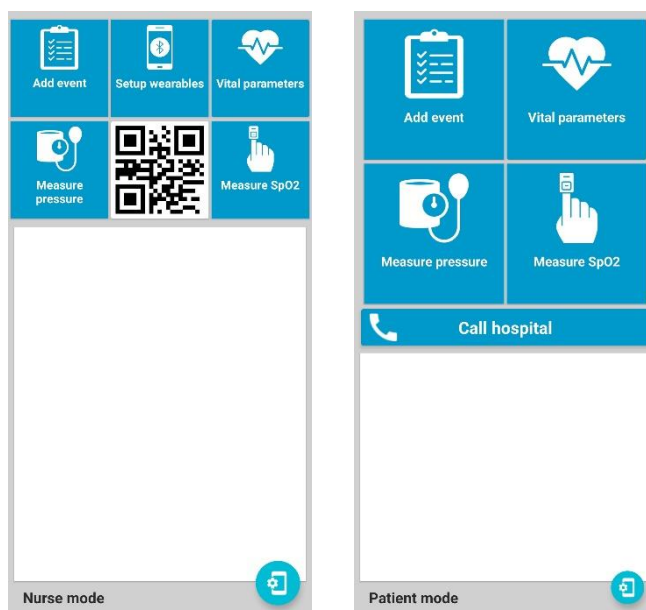 Add event
Setup wearables
Vital parameters
Measure
pressure
Measure SpO2
Nurse mode
Add event
Vital parameters
Measure pressure
Measure SpO2
Call hospital
Patient mode